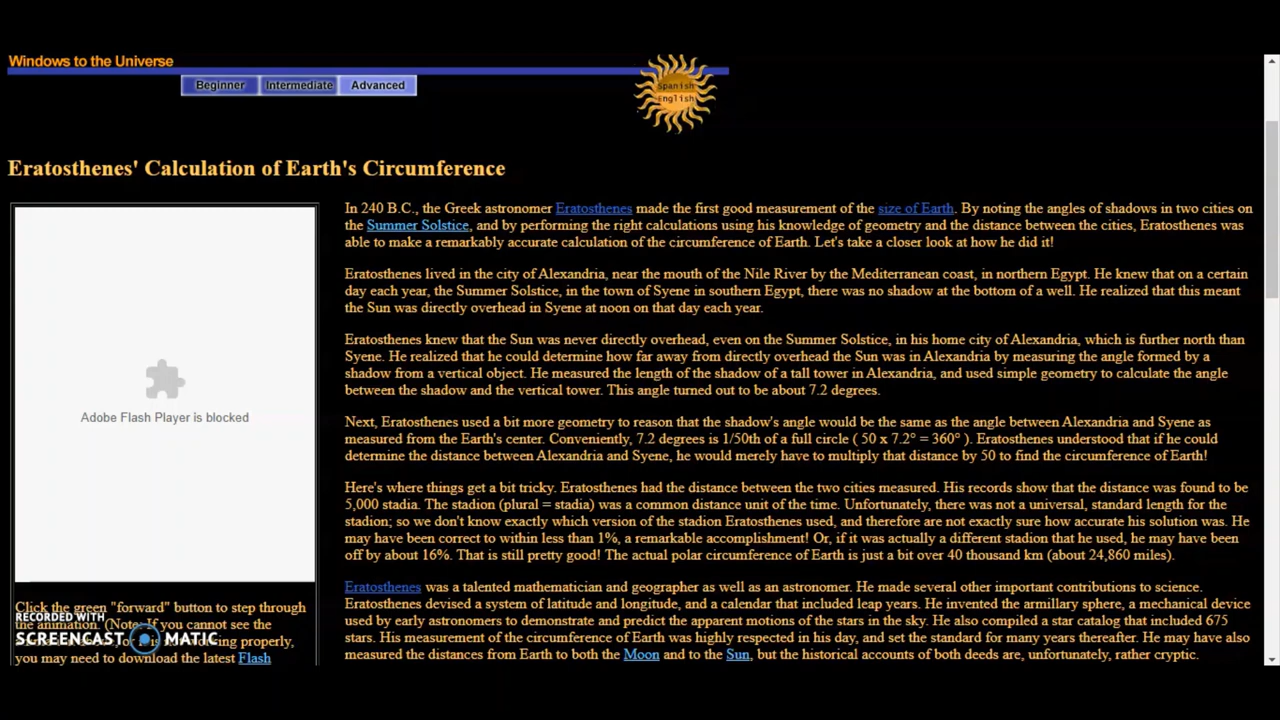 Windows to the Universe
Beginner Intermediate Advanced
Spanish
English
Eratosthenes' Calculation of Earth's Circumference
Adobe Flash Player is blocked
Click the green "forward" button to step through
the animation. (Note: If you cannot see the
RECORDED WITH
SCREENCAST MATIC
you may need to download the latest Flash
In 240 B.C., the Greek astronomer Eratosthenes made the first good measurement of the size of Earth. By noting the angles of shadows in two cities on
the Summer Solstice, and by performing the right calculations using his knowledge of geometry and the distance between the cities, Eratosthenes was
able to make a remarkably accurate calculation of the circumference of Earth. Let's take a closer look at how he did it!
Eratosthenes lived in the city of Alexandria, near the mouth of the Nile River by the Mediterranean coast, in northern Egypt. He knew that on a certain
day each year, the Summer Solstice, in the town of Syene in southern Egypt, there was no shadow at the bottom of a well. He realized that this meant
the Sun was directly overhead in Syene at noon on that day each year.
Eratosthenes knew that the Sun was never directly overhead, even on the Summer Solstice, in his home city of Alexandria, which is further north than
Syene. He realized that he could determine how far away from directly overhead the Sun was in Alexandria by measuring the angle formed by a
shadow from a vertical object. He measured the length of the shadow of a tall tower in Alexandria, and used simple geometry to calculate the angle
between the shadow and the vertical tower. This angle turned out to be about 7.2 degrees.
Next, Eratosthenes used a bit more geometry to reason that the shadow's angle would be the same as the angle between Alexandria and Syene as
measured from the Earth's center. Conveniently, 7.2 degrees is 1/50th of a full circle ( 50 x 7.2° = 360° ). Eratosthenes understood that if he could
determine the distance between Alexandria and Syene, he would merely have to multiply that distance by 50 to find the circumference of Earth!
Here's where things get a bit tricky. Eratosthenes had the distance between the two cities measured. His records show that the distance was found to be
5,000 stadia. The stadion (plural = stadia) was a common distance unit of the time. Unfortunately, there was not a universal, standard length for the
stadion; so we don't know exactly which version of the stadion Eratosthenes used, and therefore are not exactly sure how accurate his solution was. He
may have been correct to within less than 1%, a remarkable accomplishment! Or, if it was actually a different stadion that he used, he may have been
off by about 16%. That is still pretty good! The actual polar circumference of Earth is just a bit over 40 thousand km (about 24,860 miles).
Eratosthenes was a talented mathematician and geographer as well as an astronomer. He made several other important contributions to science.
Eratosthenes devised a system of latitude and longitude, and a calendar that included leap years. He invented the armillary sphere, a mechanical device
used by early astronomers to demonstrate and predict the apparent motions of the stars in the sky. He also compiled a star catalog that included 675
stars. His measurement of the circumference of Earth was highly respected in his day, and set the standard for many years thereafter. He may have also
measured the distances from Earth to both the Moon and to the Sun, but the historical accounts of both deeds are, unfortunately, rather cryptic.